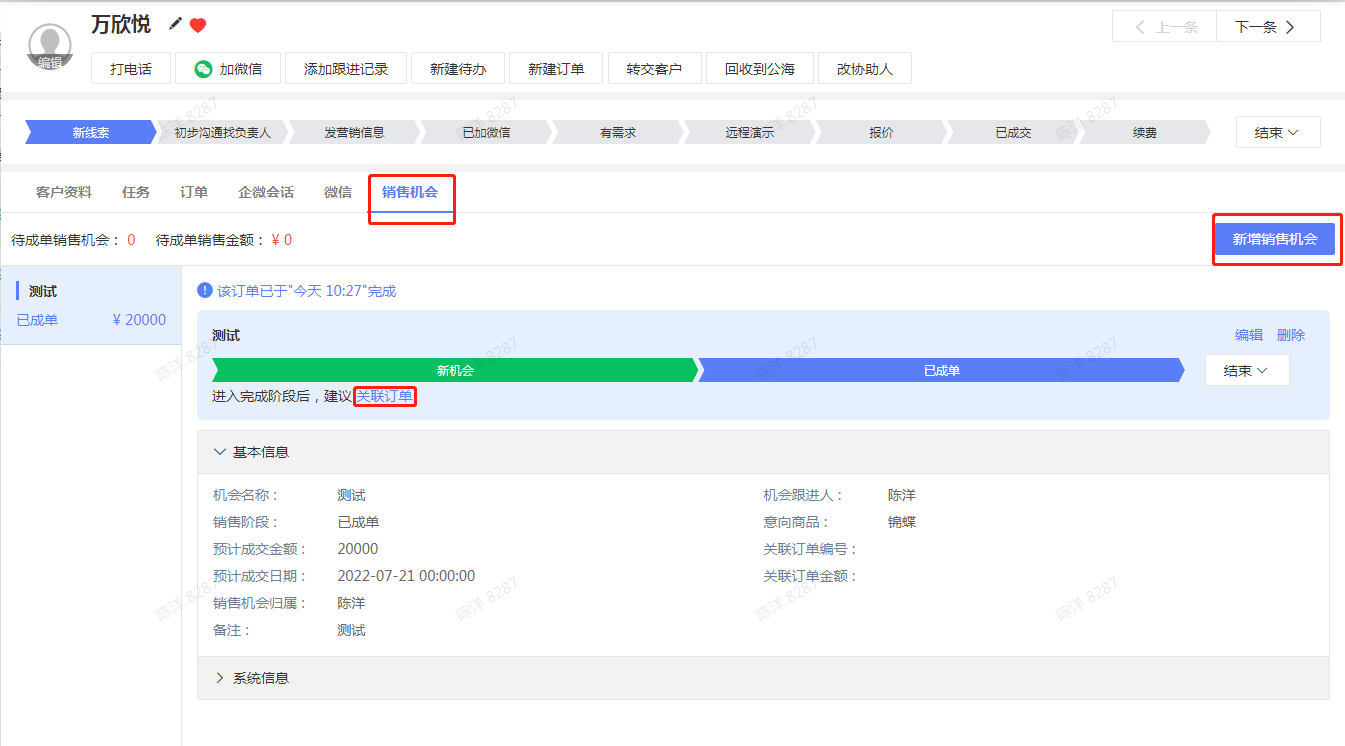 万欣悦
编辑
上一条 下一条
打电话 加微信 添加跟进记录 新建待办 新建订单 转交客户 回收到公海 改协助人
新线索 初步沟通找负责人 发营销信息 已加微信 有需求 远程演示 报价 已成交 续费 结束
客户资料 任务 订单 企微会话 微信 销售机会
待成单销售机会： 0 待成单销售金额： ¥ 0 新增销售机会
测试
已成单 ¥ 20000
该订单已于"今天 10:27"完成
测试 编辑 删除
新机会 已成单 结束
进入完成阶段后，建议 关联订单
基本信息
机会名称： 测试 机会跟进人： 陈洋
销售阶段： 已成单 意向商品： 锦蝶
预计成交金额： 20000 关联订单编号：
预计成交日期： 2022-07-21 00:00:00 关联订单金额：
销售机会归属： 陈洋
备注： 测试
系统信息
陈洋 8287
陈洋 8287
陈洋 8287
陈洋 8287
陈洋 8287
陈洋 8287
陈洋 8287
陈洋 8287
陈洋 8287
陈洋 8287
陈洋 8287
陈洋 8287